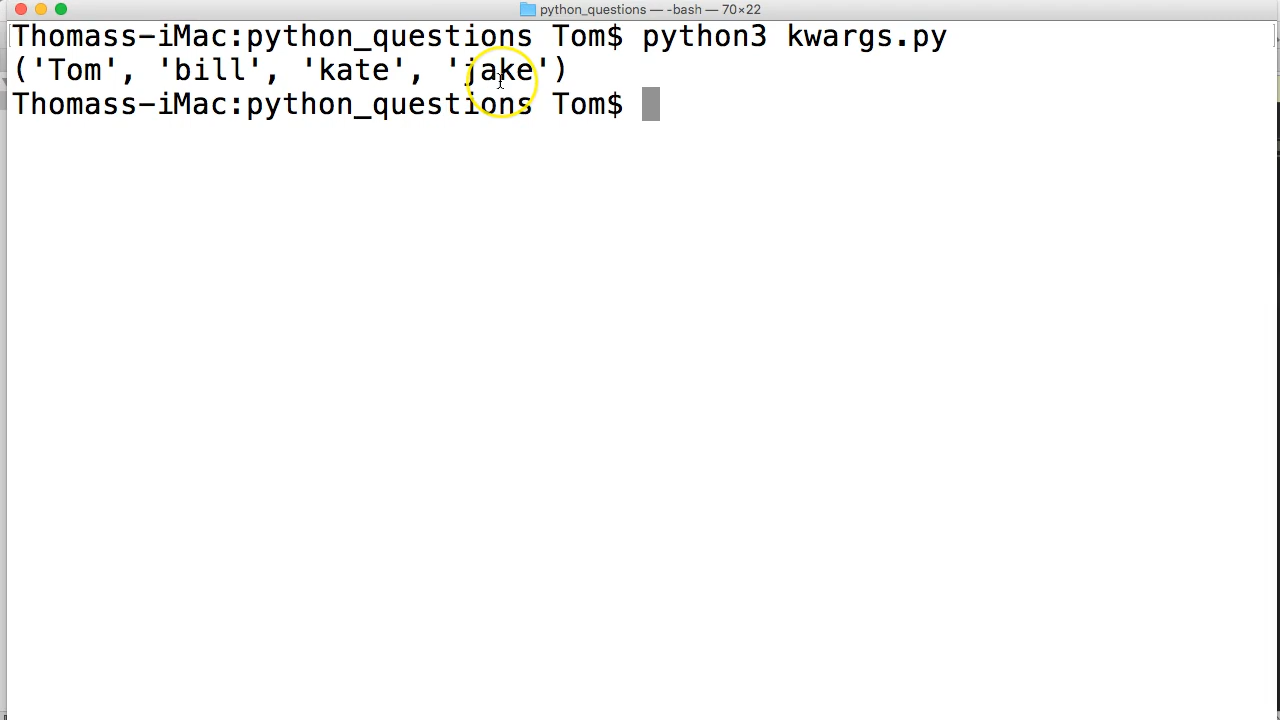 python_questions — -bash — 70×22
Thomass-iMac:python_questions Tom$ python3 kwargs.py
('Tom', 'bill', 'kate', 'jake')
Thomass-iMac:python_questions Tom$